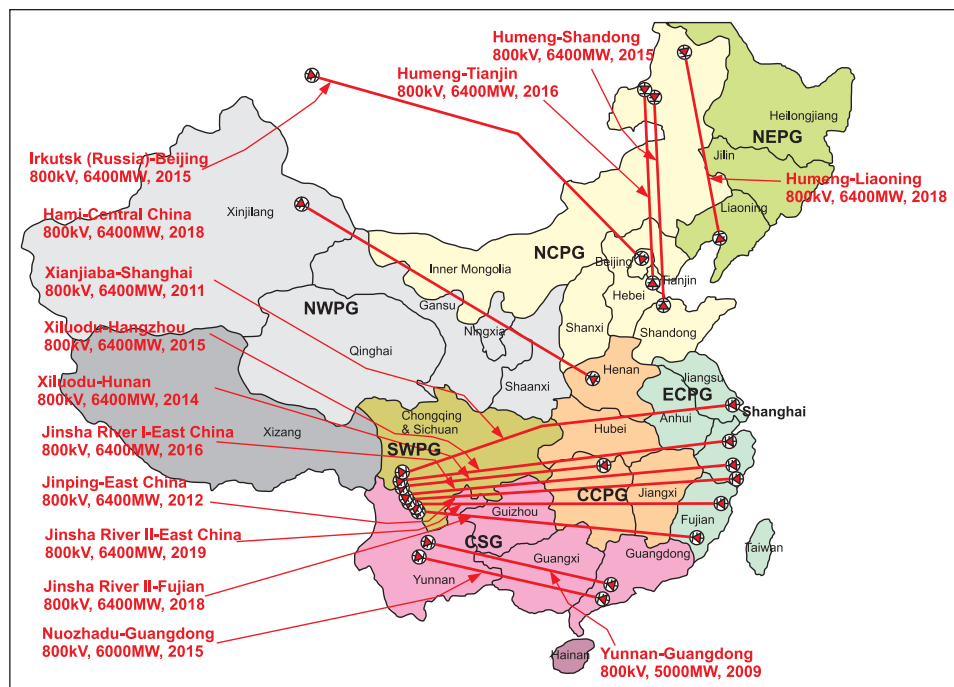 Humeng-Shandong
800kV, 6400MW, 2015
Humeng-Tianjin
800kV, 6400MW, 2016
Heilongjiang
NEPG
Jilin
Irkutsk (Russia)-Beijing
800kV, 6400MW, 2015
Humeng-Liaoning
800kV, 6400MW, 2018
Liaoning
Hami-Central China
800kV, 6400MW, 2018
Xinjilang
NCPG
Beijing
Inner Mongolia
Tianjin
Xianjiaba-Shanghai
800kV, 6400MW, 2011
Hebei
NWPG
Gansu
Ningxia
Shanxi
Shandong
Xiluodu-Hangzhou
800kV, 6400MW, 2015
Qinghai
Henan
Shaanxi
Jiangsu
ECPG
Xiluodu-Hunan
800kV, 6400MW, 2014
Shanghai
Anhui
Chongqing
& Sichuan
Hubei
Xizang
SWPG
Jinsha River I-East China
800kV, 6400MW, 2016
Jinping-East China
800kV, 6400MW, 2012
CCPG
Jiangxi
Guizhou
Fujian
Jinsha River II-East China
800kV, 6400MW, 2019
CSG
Guangxi
Guangdong
Taiwan
Yunnan
Jinsha River II-Fujian
800kV, 6400MW, 2018
Nuozhadu-Guangdong
800kV, 6000MW, 2015
Hainan
Yunnan-Guangdong
800kV, 5000MW, 2009